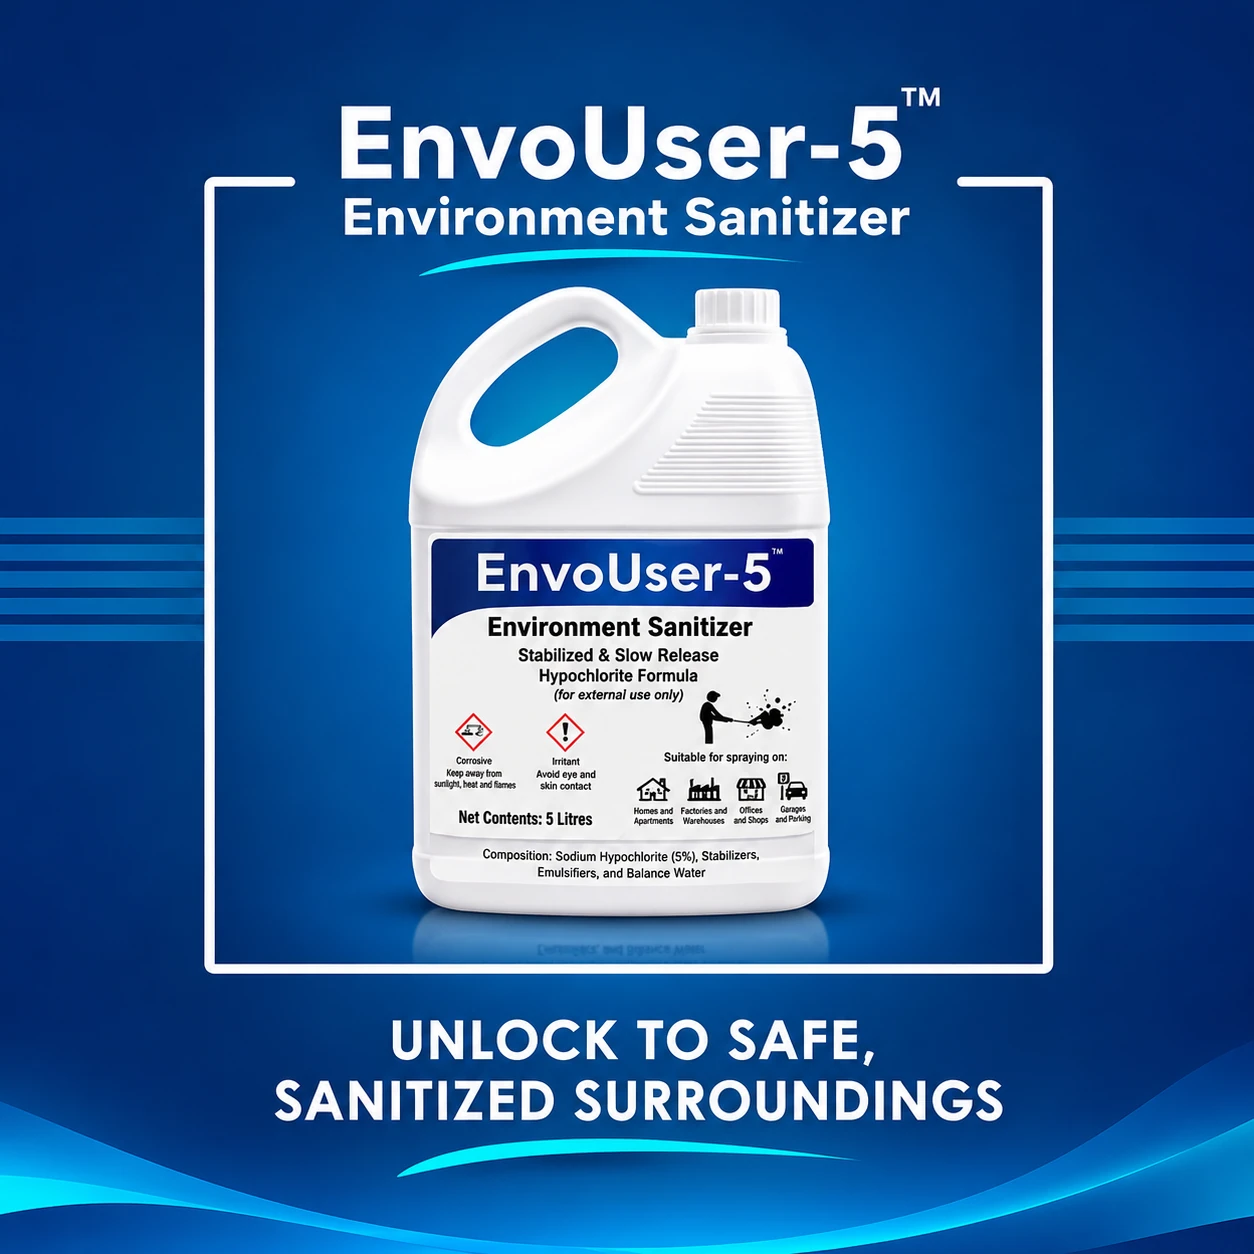 EnvoUser-5™
Environment Sanitizer
EnvoUser-5™
Environment Sanitizer
Stabilized & Slow Release
Hypochlorite Formula
(for external use only)
Corrosive
Keep away from
sunlight, heat and flames
Irritant
Avoid eye and
skin contact
Suitable for spraying on:
Homes and
Apartments
Factories and
Warehouses
Offices
and Shops
Garages
and Parking
Net Contents: 5 Litres
Composition: Sodium Hypochlorite (5%), Stabilizers,
Emulsifiers, and Balance Water
UNLOCK TO SAFE,
SANITIZED SURROUNDINGS